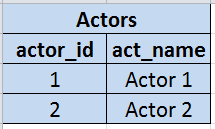 Actors
actor_id act_name
1 Actor 1
2 Actor 2